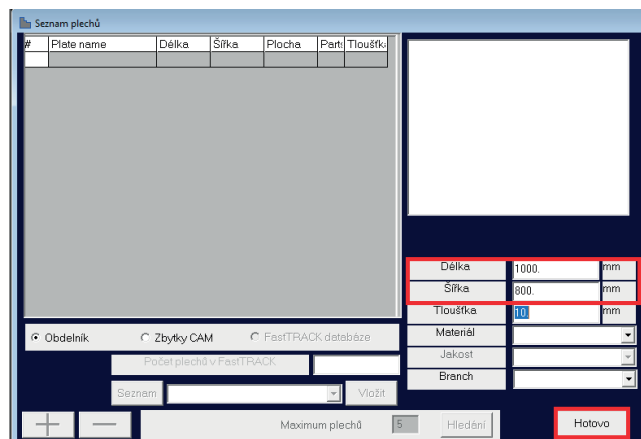 Seznam plechů
# Plate name Délka Šířka Plocha Parts Tloušťka
Délka 1000. mm
Šířka 800. mm
Tloušťka 10. mm
Obdelník Zbytky CAM FastTRACK databáze
Materiál
Počet plechů v FastTRACK
Jakost
Branch
Seznam Vložit
+ — Maximum plechů 5 Hledání Hotovo